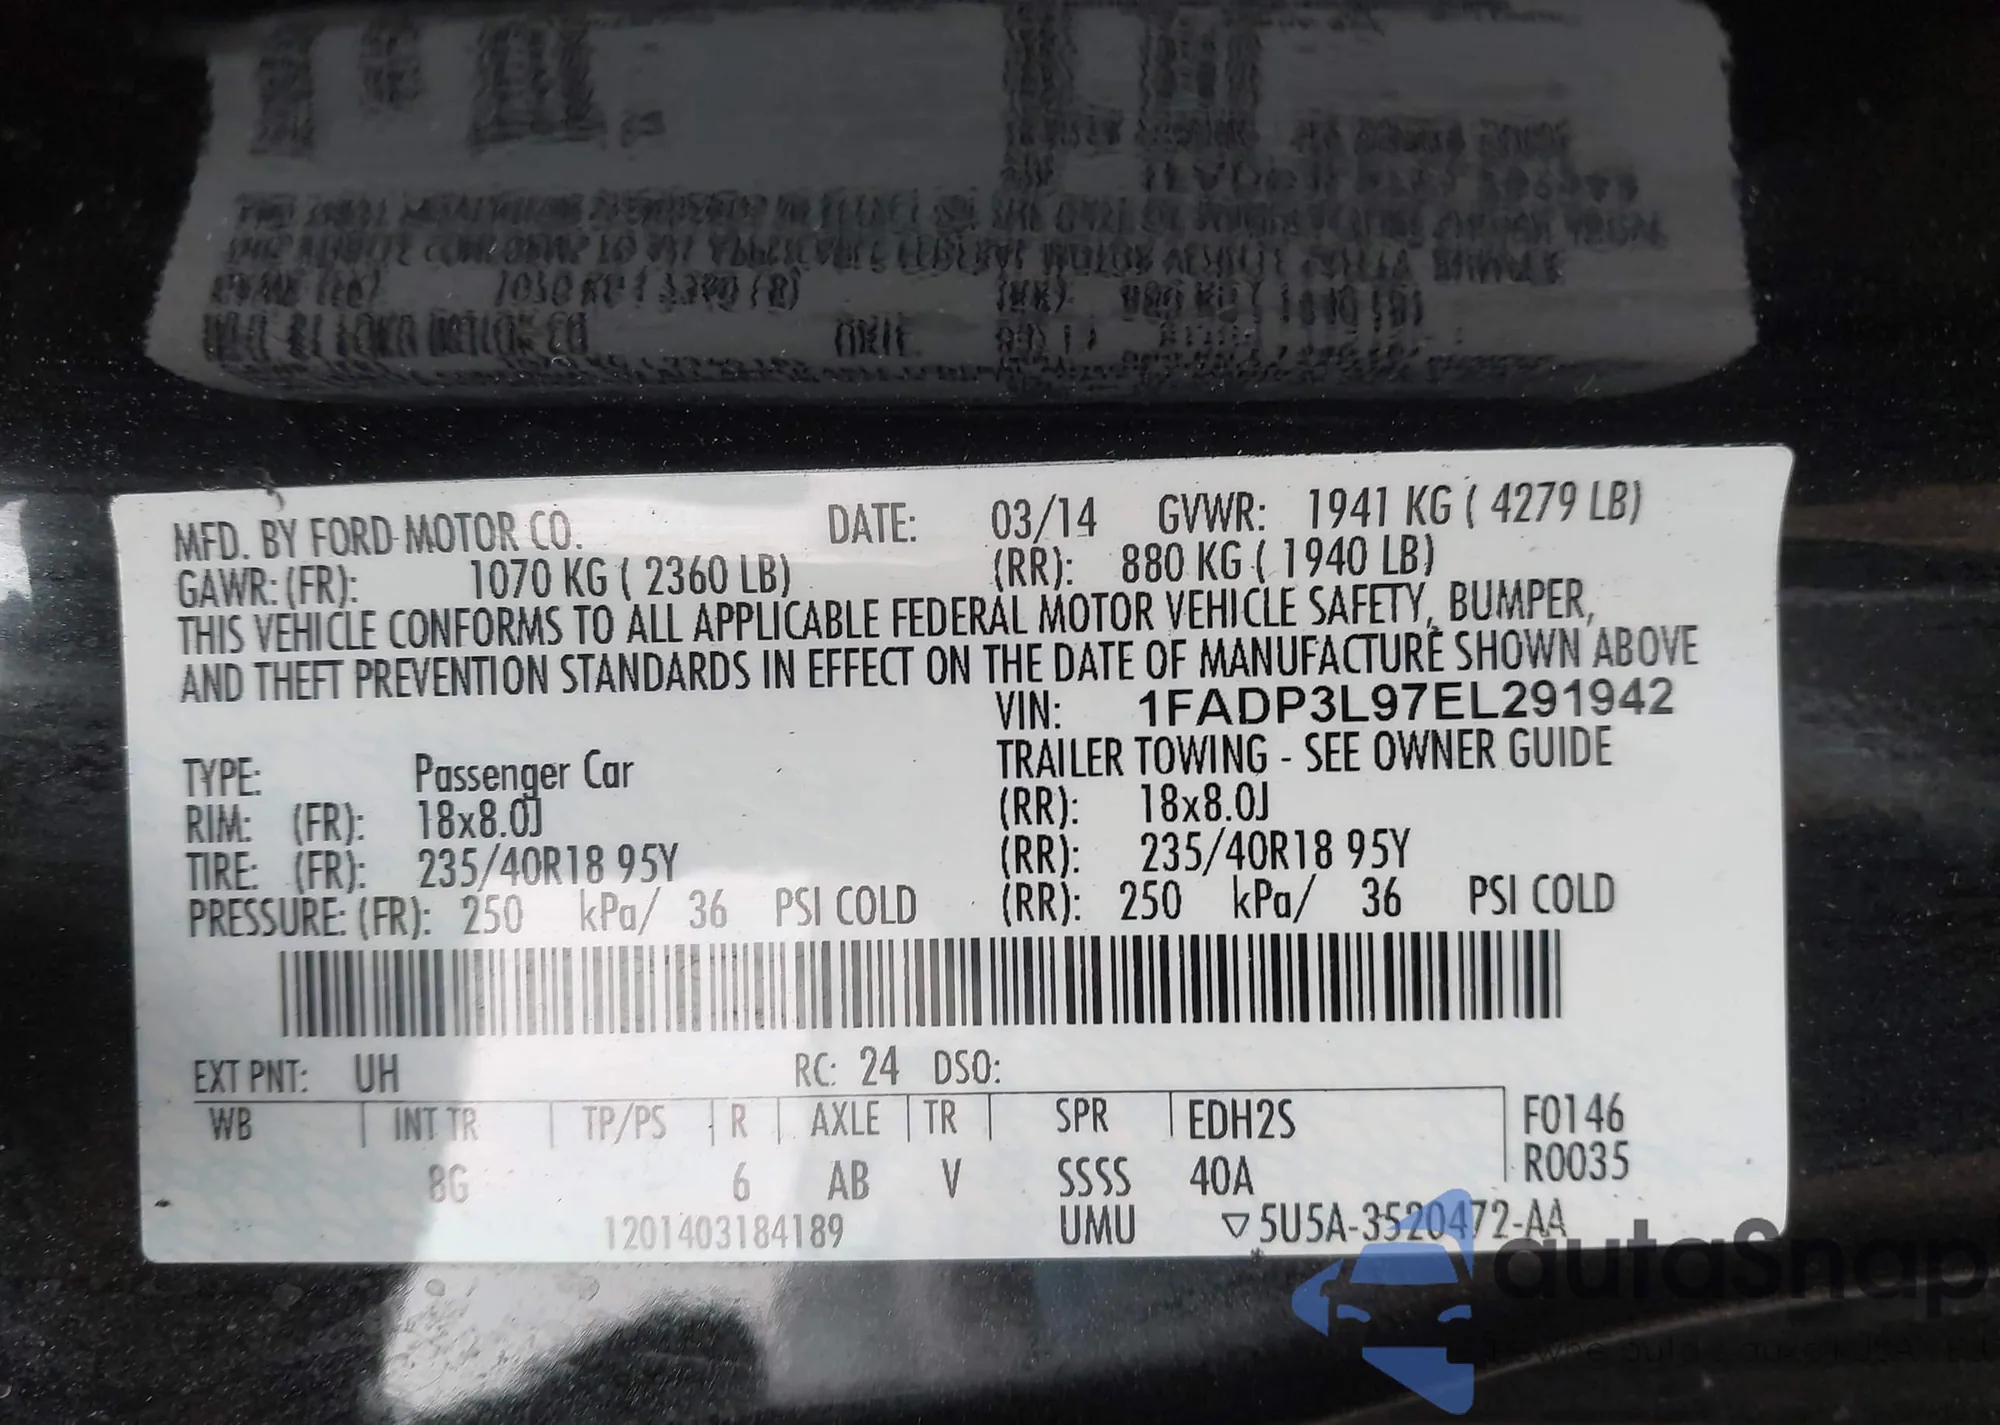 MFD. BY FORD MOTOR CO. DATE: 03/14 GVWR: 1941 KG ( 4279 LB)
GAWR: (FR): 1070 KG ( 2360 LB) (RR): 880 KG ( 1940 LB)
THIS VEHICLE CONFORMS TO ALL APPLICABLE FEDERAL MOTOR VEHICLE SAFETY, BUMPER,
AND THEFT PREVENTION STANDARDS IN EFFECT ON THE DATE OF MANUFACTURE SHOWN ABOVE
VIN: 1FADP3L97EL291942
TYPE: Passenger Car TRAILER TOWING - SEE OWNER GUIDE
RIM: (FR): 18x8.0J (RR): 18x8.0J
TIRE: (FR): 235/40R18 95Y (RR): 235/40R18 95Y
PRESSURE: (FR): 250 kPa/ 36 PSI COLD (RR): 250 kPa/ 36 PSI COLD
EXT PNT: UH RC: 24 DSO:
WB INT TR TP/PS R AXLE TR SPR EDH2S F0146
8G 6 AB V SSSS 40A R0035
1201403184189 UMU ▽5U5A-3520472-AA
autoSnap